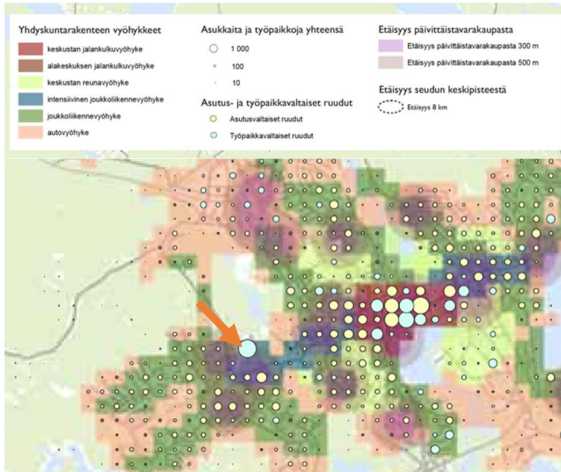 Yhdyskuntarakenteen vyöhykkeet
keskustan jalankulkuvyöhyke
alakeskuksen jalankulkuvyöhyke
keskustan reunavyöhyke
intensiivinen joukkoliikennevyöhyke
joukkoliikennevyöhyke
autovyöhyke
Asukkaita ja työpaikkoja yhteensä
1 000
100
10
Asutus- ja työpaikkavaltaiset ruudut
Asutusvaltaiset ruudut
Työpaikkavaltaiset ruudut
Etäisyys päivittäistavarakaupasta
Etäisyys päivittäistavarakaupasta 300 m
Etäisyys päivittäistavarakaupasta 500 m
Etäisyys seudun keskipisteestä
Etäisyys 8 km